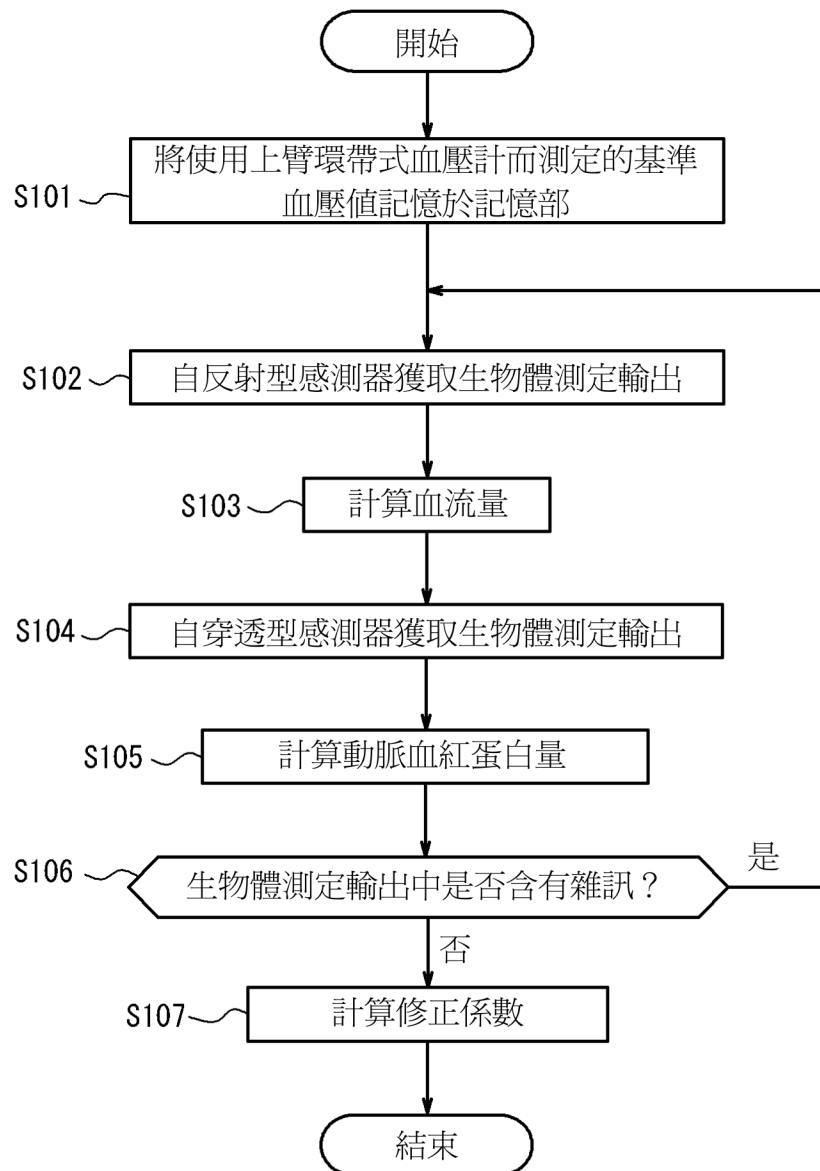 開始
S101
將使用上臂環帶式血壓計而測定的基準
血壓值記憶於記憶部
S102
自反射型感測器獲取生物體測定輸出
S103
計算血流量
S104
自穿透型感測器獲取生物體測定輸出
S105
計算動脈血紅蛋白量
S106
生物體測定輸出中是否含有雜訊？
是
否
S107
計算修正係數
結束